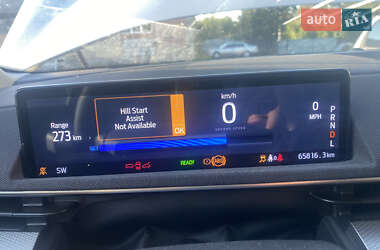 auto RIA
km/h
Hill Start
Assist
Not Available
OK
0
0
MPH
P
R
N
D
L
Range
273 km
READY
ABS
SW
65816.3km